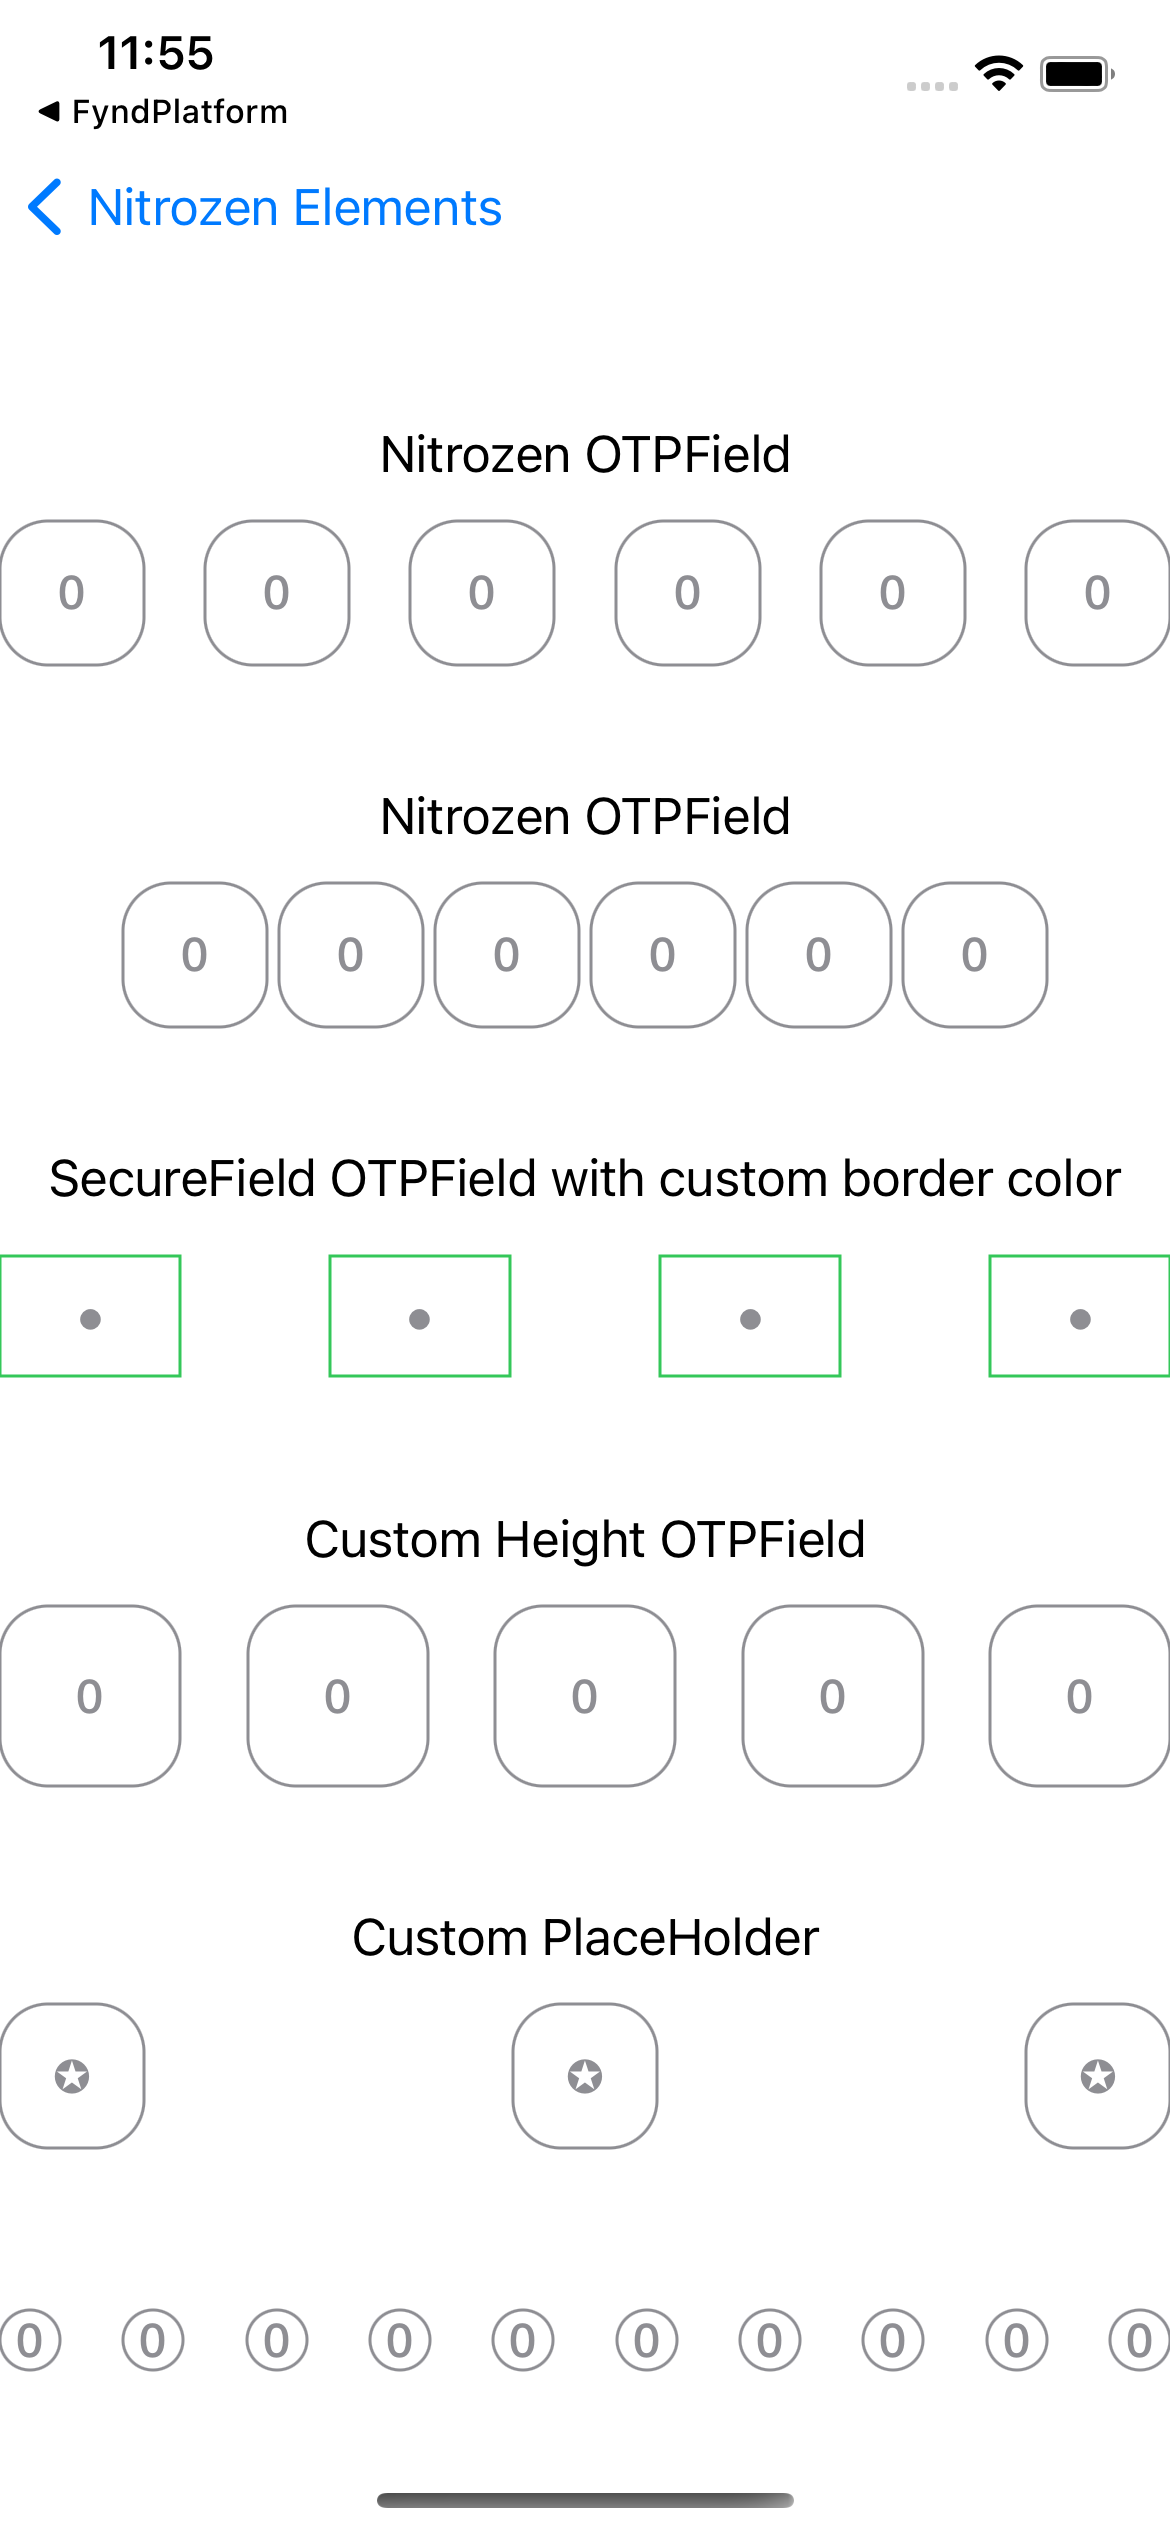 11:55
◀ FyndPlatform
Nitrozen Elements
Nitrozen OTPField
0 0 0 0 0 0
Nitrozen OTPField
0 0 0 0 0 0
SecureField OTPField with custom border color
• • • •
Custom Height OTPField
0 0 0 0 0
Custom PlaceHolder
✪ ✪ ✪
0 0 0 0 0 0 0 0 0 0